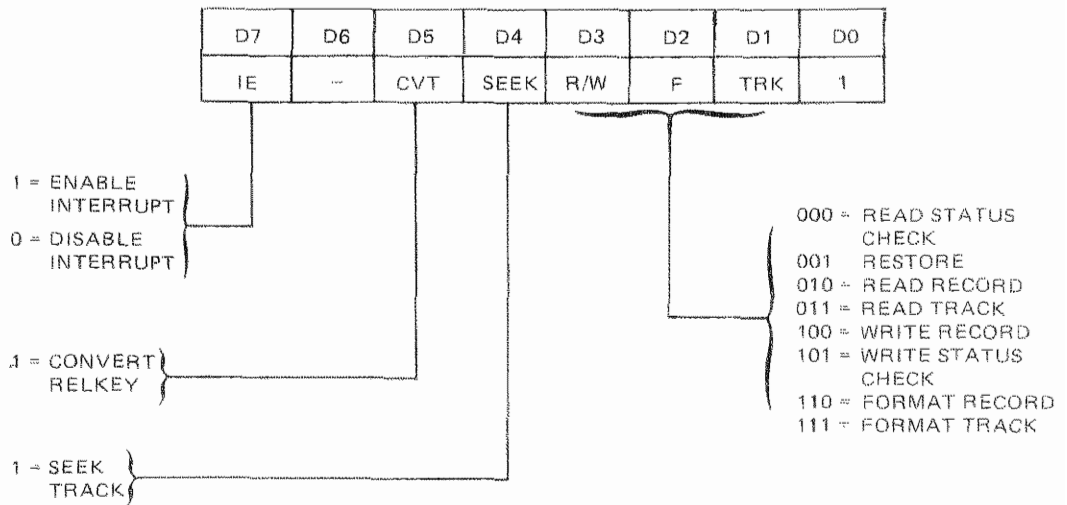 D7 D6 D5 D4 D3 D2 D1 D0
IE – CVT SEEK R/W F TRK 1
1 = ENABLE
INTERRUPT
0 = DISABLE
INTERRUPT
1 = CONVERT
RELKEY
1 = SEEK
TRACK
000 = READ STATUS
CHECK
001 RESTORE
010 = READ RECORD
011 = READ TRACK
100 = WRITE RECORD
101 = WRITE STATUS
CHECK
110 = FORMAT RECORD
111 = FORMAT TRACK